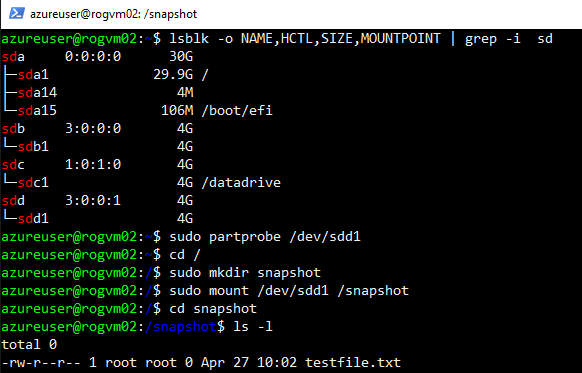 azureuser@rogvm02: /snapshot
azureuser@rogvm02:~$ lsblk -o NAME,HCTL,SIZE,MOUNTPOINT | grep -i  sd
sda     0:0:0:0      30G
├─sda1             29.9G /
├─sda14               4M
└─sda15             106M /boot/efi
sdb     3:0:0:0       4G
└─sdb1                4G
sdc     1:0:1:0       4G
└─sdc1                4G /datadrive
sdd     3:0:0:1       4G
└─sdd1                4G
azureuser@rogvm02:~$ sudo partprobe /dev/sdd1
azureuser@rogvm02:~$ cd /
azureuser@rogvm02:/$ sudo mkdir snapshot
azureuser@rogvm02:/$ sudo mount /dev/sdd1 /snapshot
azureuser@rogvm02:/$ cd snapshot
azureuser@rogvm02:/snapshot$ ls -l
total 0
-rw-r--r-- 1 root root 0 Apr 27 10:02 testfile.txt